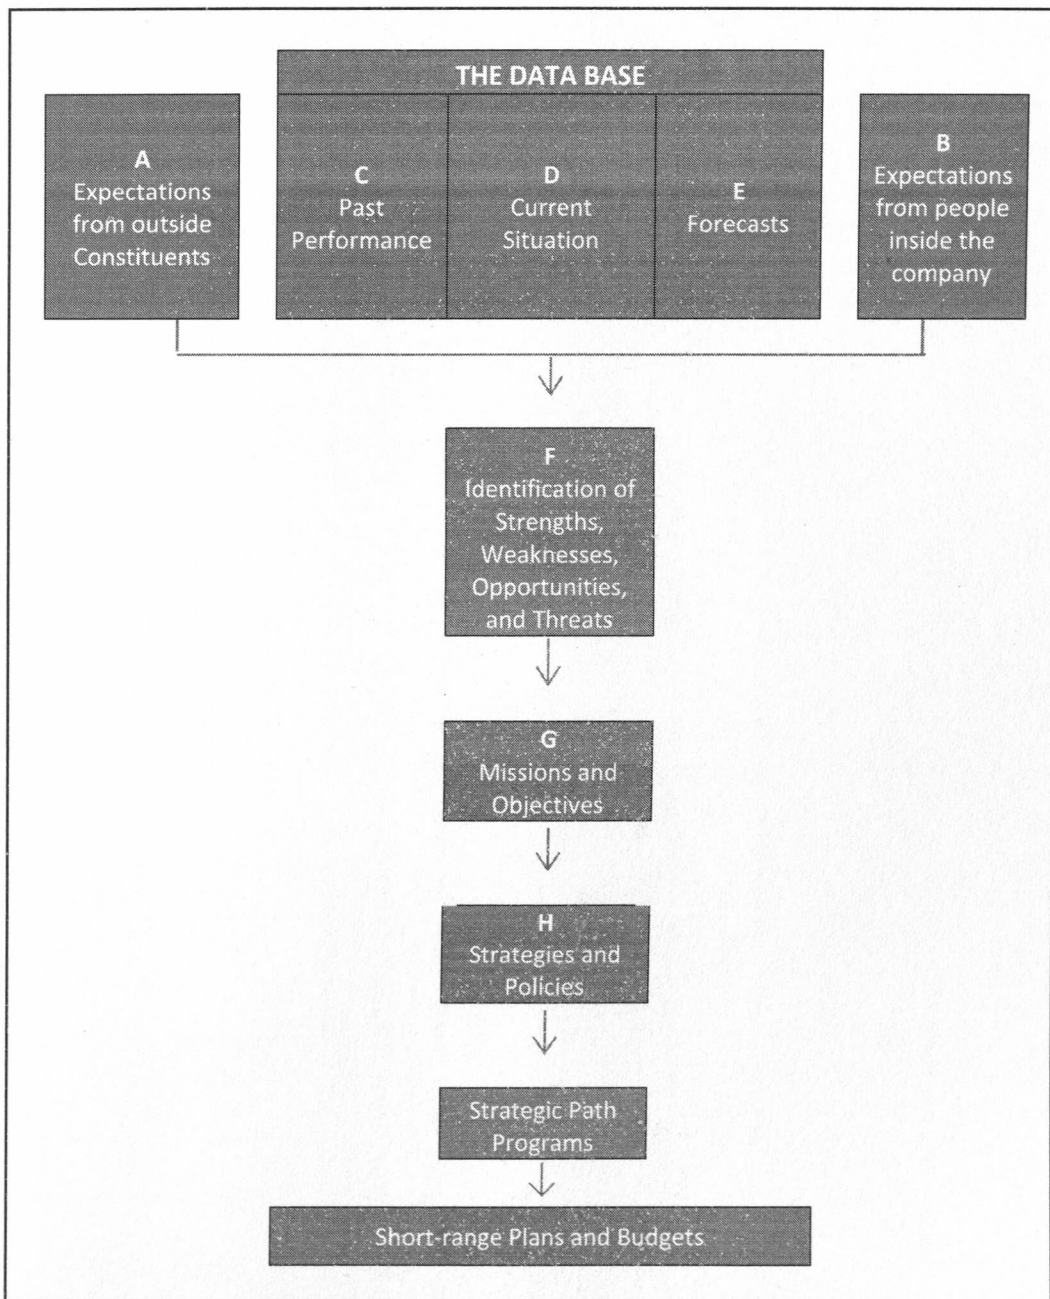 THE DATA BASE
A
Expectations
from outside
Constituents
C
Past
Performance
D
Current
Situation
E
Forecasts
B
Expectations
from people
inside the
company
F
Identification of
Strengths,
Weaknesses,
Opportunities,
and Threats
G
Missions and
Objectives
H
Strategies and
Policies
Strategic Path
Programs
Short-range Plans and Budgets